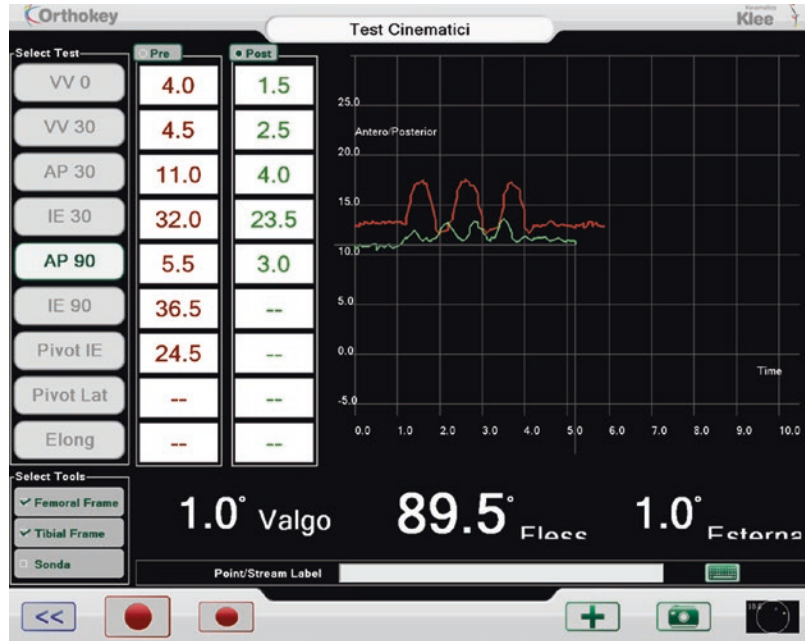 Orthokey
Test Cinematici
Klee
Select Test
Pre
Post
VV 0
4.0
1.5
VV 30
4.5
2.5
AP 30
11.0
4.0
IE 30
32.0
23.5
AP 90
5.5
3.0
IE 90
36.5
--
Pivot IE
24.5
--
Pivot Lat
--
--
Elong
--
--
25.0
Antero/Posterior
20.0
15.0
10.0
5.0
0.0
Time
-5.0
0.0 1.0 2.0 3.0 4.0 5.0 6.0 7.0 8.0 9.0 10.0
Select Tools
Femoral Frame
Tibial Frame
Sonda
1.0° Valgo
89.5° Fless
1.0° Esterna
Point/Stream Label
<<